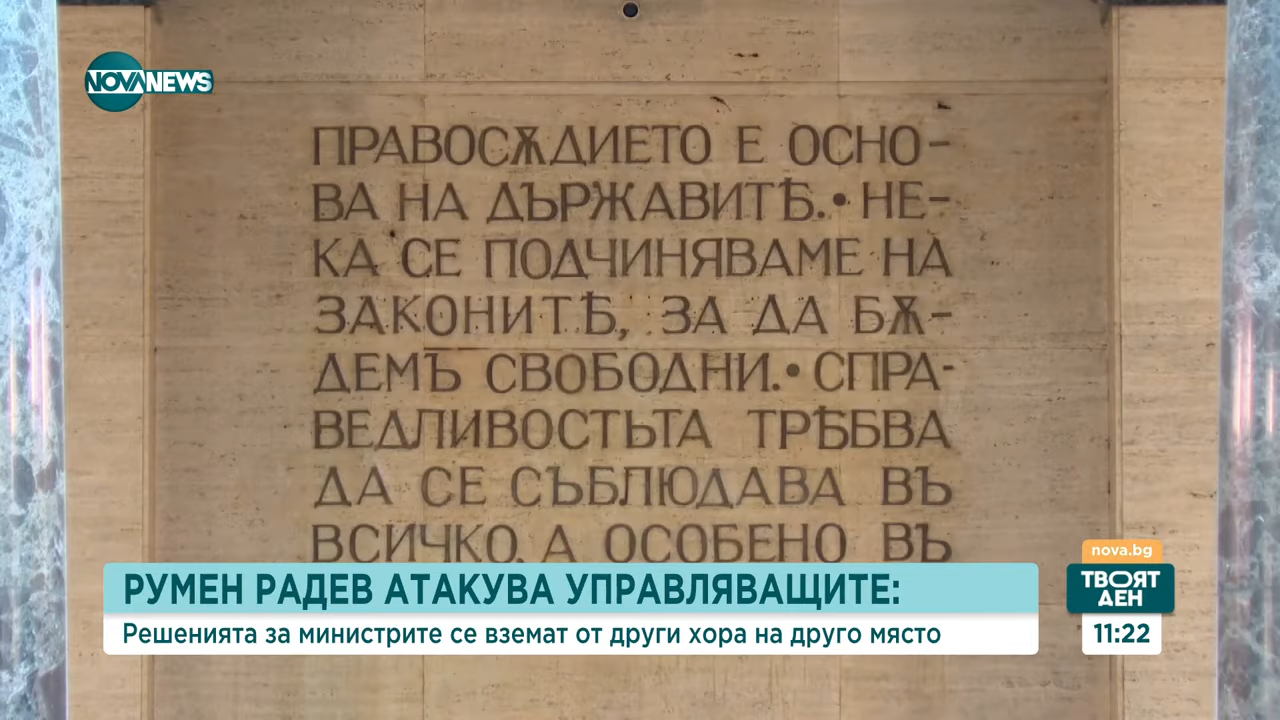 NOVANEWS
ПРАВОСѪДИЕТО Е ОСНО-
ВА НА ДЪРЖАВИТѢ.• НЕ-
КА СЕ ПОДЧИНЯВАМЕ НА
ЗАКОНИТѢ, ЗА ДА БѪ-
ДЕМЪ СВОБОДНИ.• СПРА-
ВЕДЛИВОСТЬТА ТРѢБВА
ДА СЕ СЪБЛЮДАВА ВЪ
ВСИЧКО, А ОСОБЕНО ВЪ
РУМЕН РАДЕВ АТАКУВА УПРАВЛЯВАЩИТЕ:
Решенията за министрите се вземат от други хора на друго място
nova.bg
ТВОЯТ
ДЕН
11:22